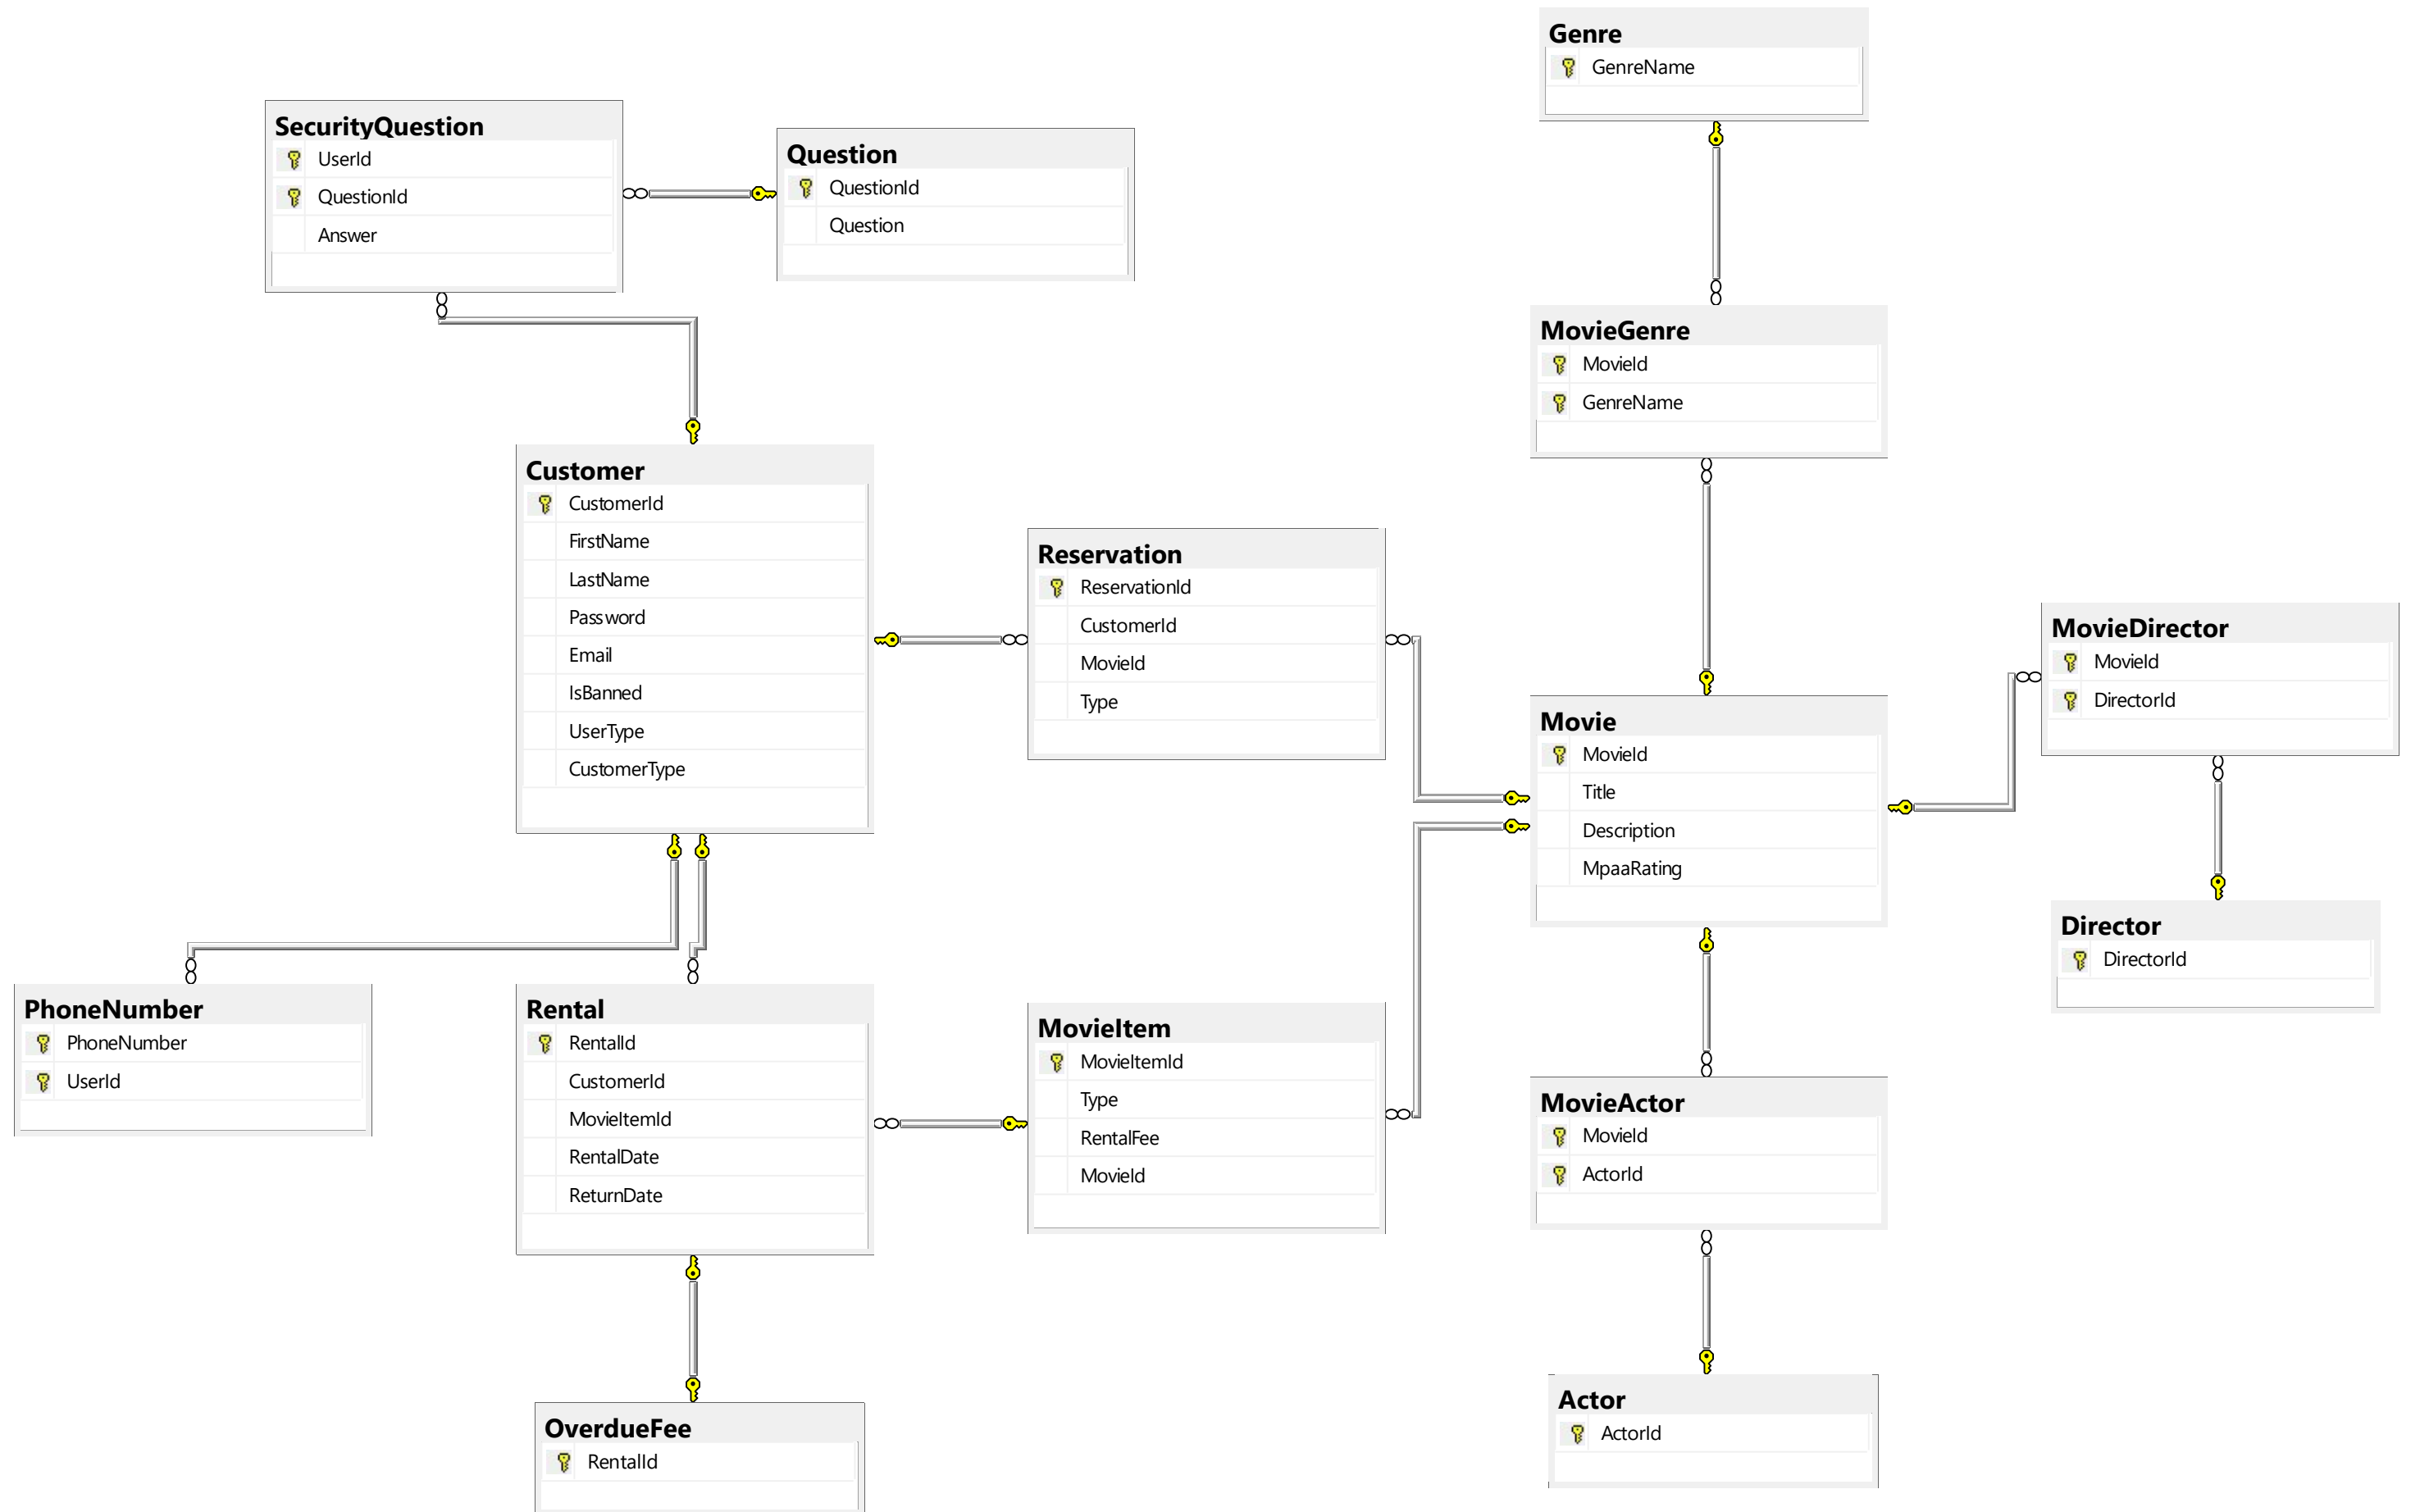 Genre
GenreName
SecurityQuestion
UserId
QuestionId
Answer
Question
QuestionId
Question
MovieGenre
MovieId
GenreName
Customer
CustomerId
FirstName
LastName
Password
Email
IsBanned
UserType
CustomerType
Reservation
ReservationId
CustomerId
MovieId
Type
MovieDirector
MovieId
DirectorId
Movie
MovieId
Title
Description
MpaaRating
Director
DirectorId
PhoneNumber
PhoneNumber
UserId
Rental
RentalId
CustomerId
MovieItemId
RentalDate
ReturnDate
MovieItem
MovieItemId
Type
RentalFee
MovieId
MovieActor
MovieId
ActorId
Actor
ActorId
OverdueFee
RentalId